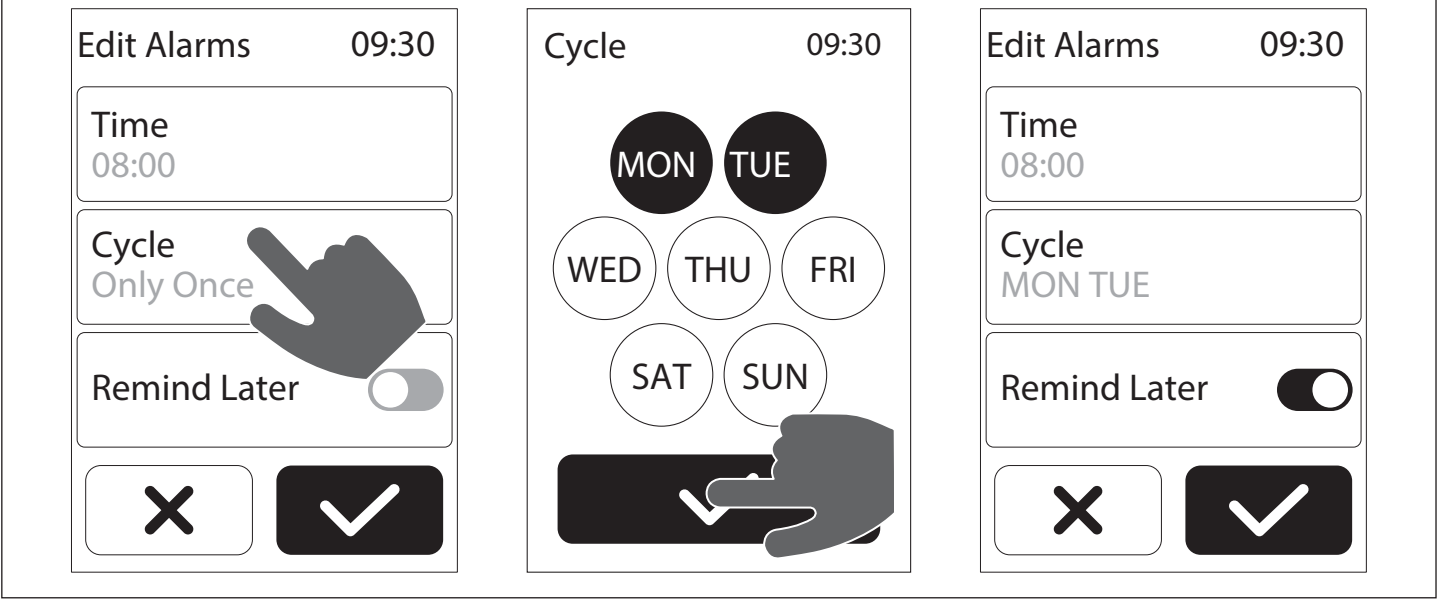 Edit Alarms 09:30
Time
08:00
Cycle
Only Once
Remind Later
Cycle 09:30
MON TUE
WED THU FRI
SAT SUN
Edit Alarms 09:30
Time
08:00
Cycle
MON TUE
Remind Later